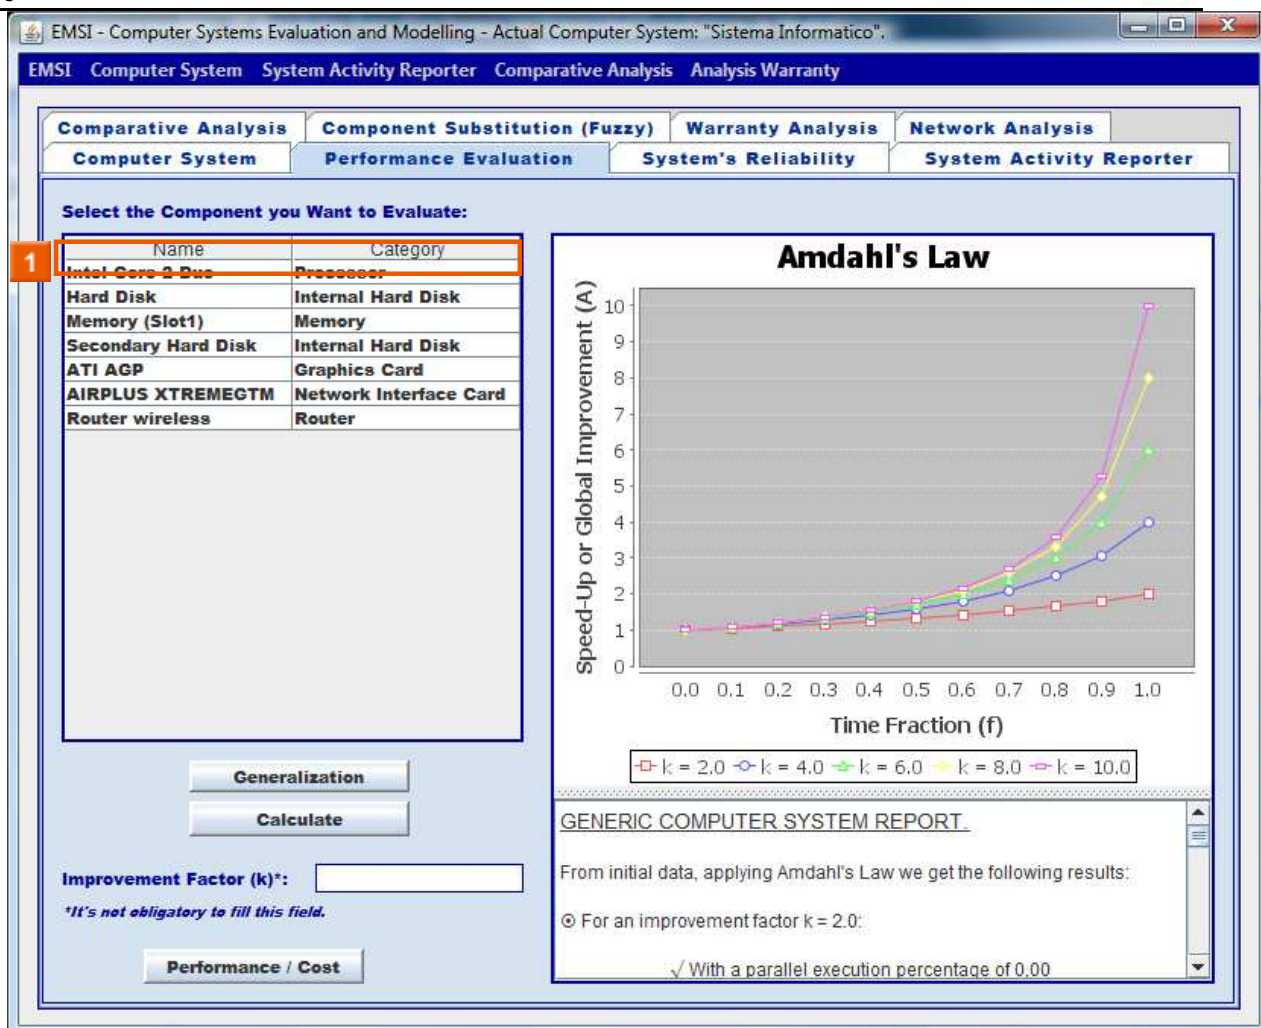 EMSI - Computer Systems Evaluation and Modelling - Actual Computer System: "Sistema Informatico".
EMSI Computer System System Activity Reporter Comparative Analysis Analysis Warranty
Comparative Analysis Component Substitution (Fuzzy) Warranty Analysis Network Analysis
Computer System Performance Evaluation System's Reliability System Activity Reporter
Select the Component you Want to Evaluate:
1
Name Category
Intel Core 2 Duo Processor
Hard Disk Internal Hard Disk
Memory (Slot1) Memory
Secondary Hard Disk Internal Hard Disk
ATI AGP Graphics Card
AIRPLUS XTREMEGTM Network Interface Card
Router wireless Router
Generalization
Calculate
Improvement Factor (k)*:
*It's not obligatory to fill this field.
Performance / Cost
Amdahl's Law
Speed-Up or Global Improvement (A)
10
9
8
7
6
5
4
3
2
1
0
0.0 0.1 0.2 0.3 0.4 0.5 0.6 0.7 0.8 0.9 1.0
Time Fraction (f)
k = 2.0 k = 4.0 k = 6.0 k = 8.0 k = 10.0
GENERIC COMPUTER SYSTEM REPORT.
From initial data, applying Amdahl's Law we get the following results:
⊙ For an improvement factor k = 2.0:
√ With a parallel execution percentage of 0,00